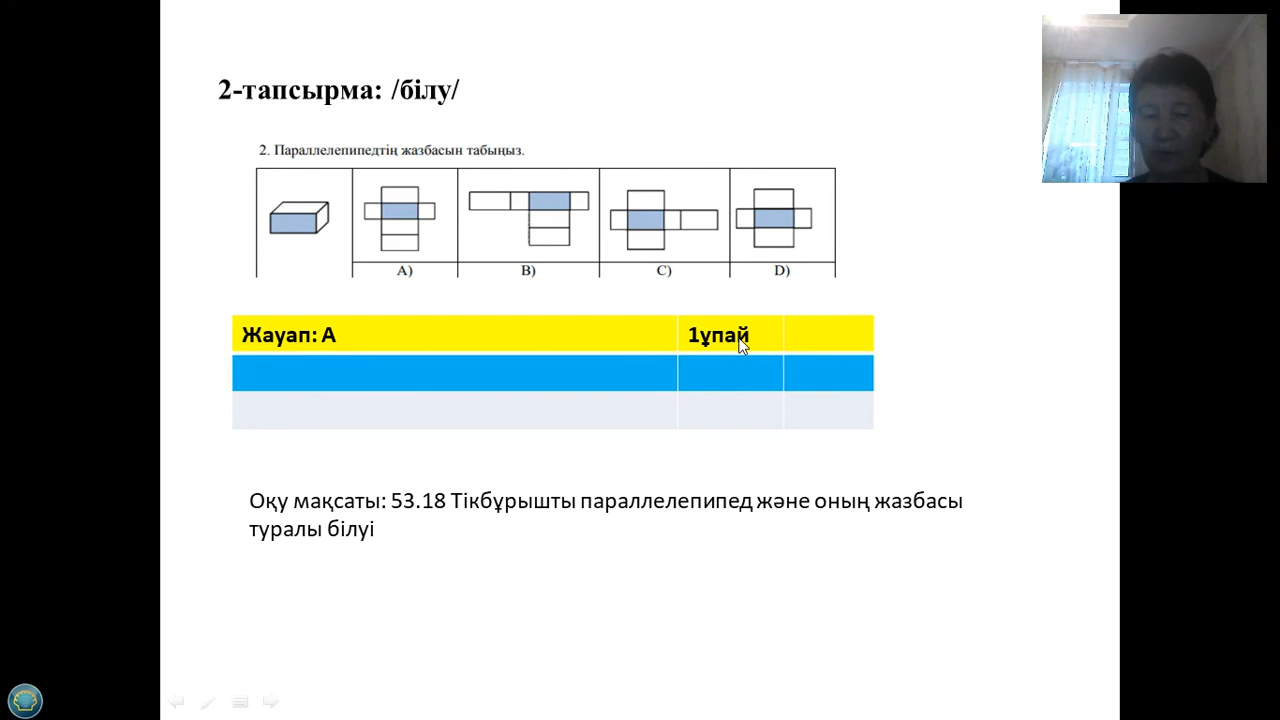 2-тапсырма: /білу/
2. Параллелепипедтің жазбасын табыңыз.
A) B) C) D)
Жауап: А 1ұпай
Оқу мақсаты: 53.18 Тікбұрышты параллелепипед және оның жазбасы
туралы білуі